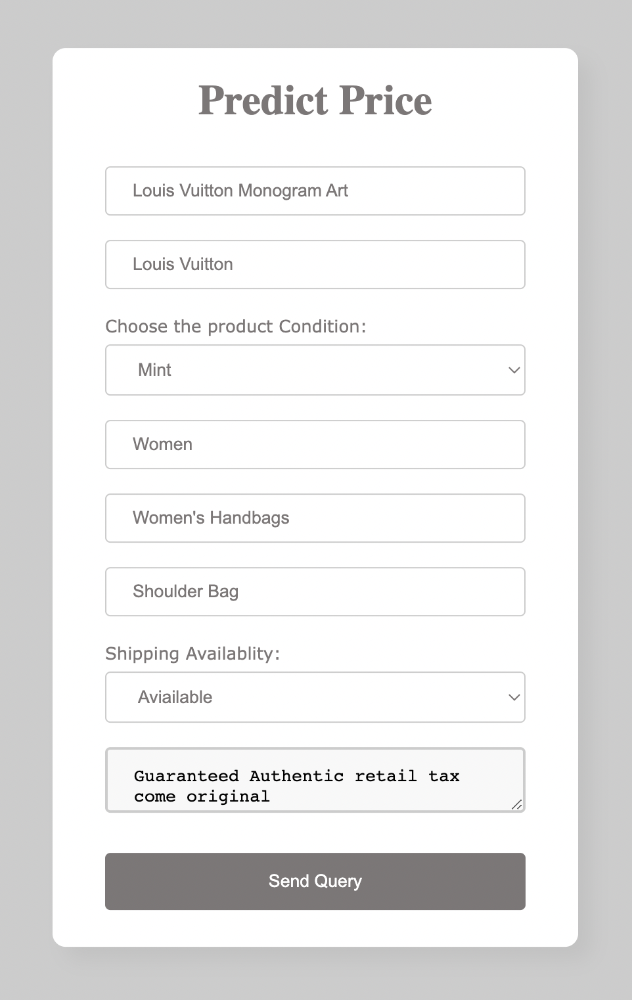 Predict Price
Louis Vuitton Monogram Art
Louis Vuitton
Choose the product Condition:
Mint
Women
Women's Handbags
Shoulder Bag
Shipping Availablity:
Aviailable
Guaranteed Authentic retail tax
come original
Send Query